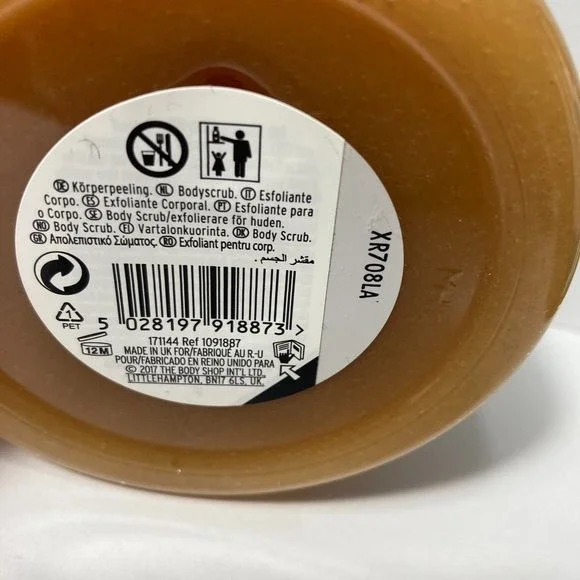 DE Körperpeeling. NL Bodyscrub. IT Esfoliante
Corpo. ES Exfoliante Corporal. PT Esfoliante para
o Corpo. SE Body Scrub/exfolierare för huden.
NO Body Scrub. FI Vartalonkuorinta. DK Body Scrub.
GR Απολεπιστικό Σώματος. RO Exfoliant pentru corp.
مقشر الجسم.
XR708LA
1
PET
12M
5 028197 918873 >
171144 Ref 1091887
MADE IN UK FOR/FABRIQUÉ AU R-U
POUR/FABRICADO EN REINO UNIDO PARA
© 2017 THE BODY SHOP INT'L LTD.
LITTLEHAMPTON, BN17 6LS, UK.